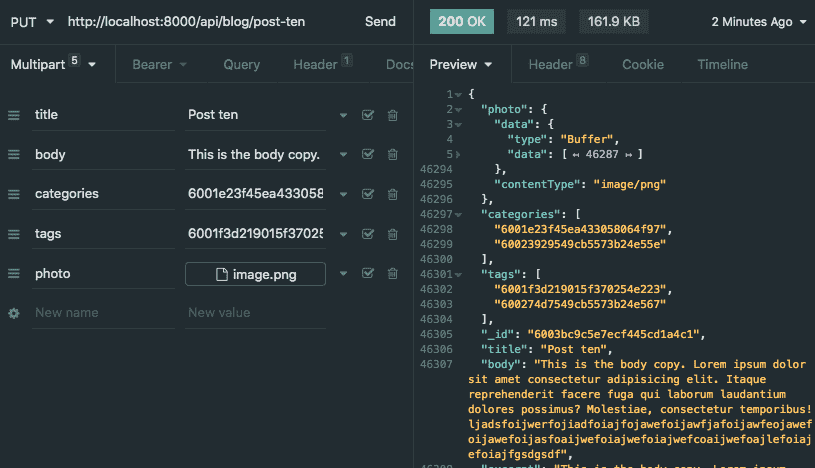 PUT http://localhost:8000/api/blog/post-ten Send
Multipart 5 Bearer Query Header 1 Docs
title Post ten
body This is the body copy.
categories 6001e23f45ea433058
tags 6001f3d219015f37025
photo image.png
New name New value
200 OK 121 ms 161.9 KB 2 Minutes Ago
Preview Header 8 Cookie Timeline
1 {
2 "photo": {
3 "data": {
4 "type": "Buffer",
5 "data": [ ↤ 46287 ↦ ]
46294 },
46295 "contentType": "image/png"
46296 },
46297 "categories": [
46298 "6001e23f45ea433058064f97",
46299 "60023929549cb5573b24e55e"
46300 ],
46301 "tags": [
46302 "6001f3d219015f370254e223",
46303 "600274d7549cb5573b24e567"
46304 ],
46305 "_id": "6003bc9c5e7ecf445cd1a4c1",
46306 "title": "Post ten",
46307 "body": "This is the body copy. Lorem ipsum dolor
sit amet consectetur adipisicing elit. Itaque
reprehenderit facere fuga qui laborum laudantium
dolores possimus? Molestiae, consectetur temporibus!
ljadsfoijwerfojiadfoiajfojawefoijawfjafoijawfeojawef
oijawefoijasfoaijwefoiajwefoiajwefcoaijwefoajlefoiaj
efoiajfgsdgsdf",